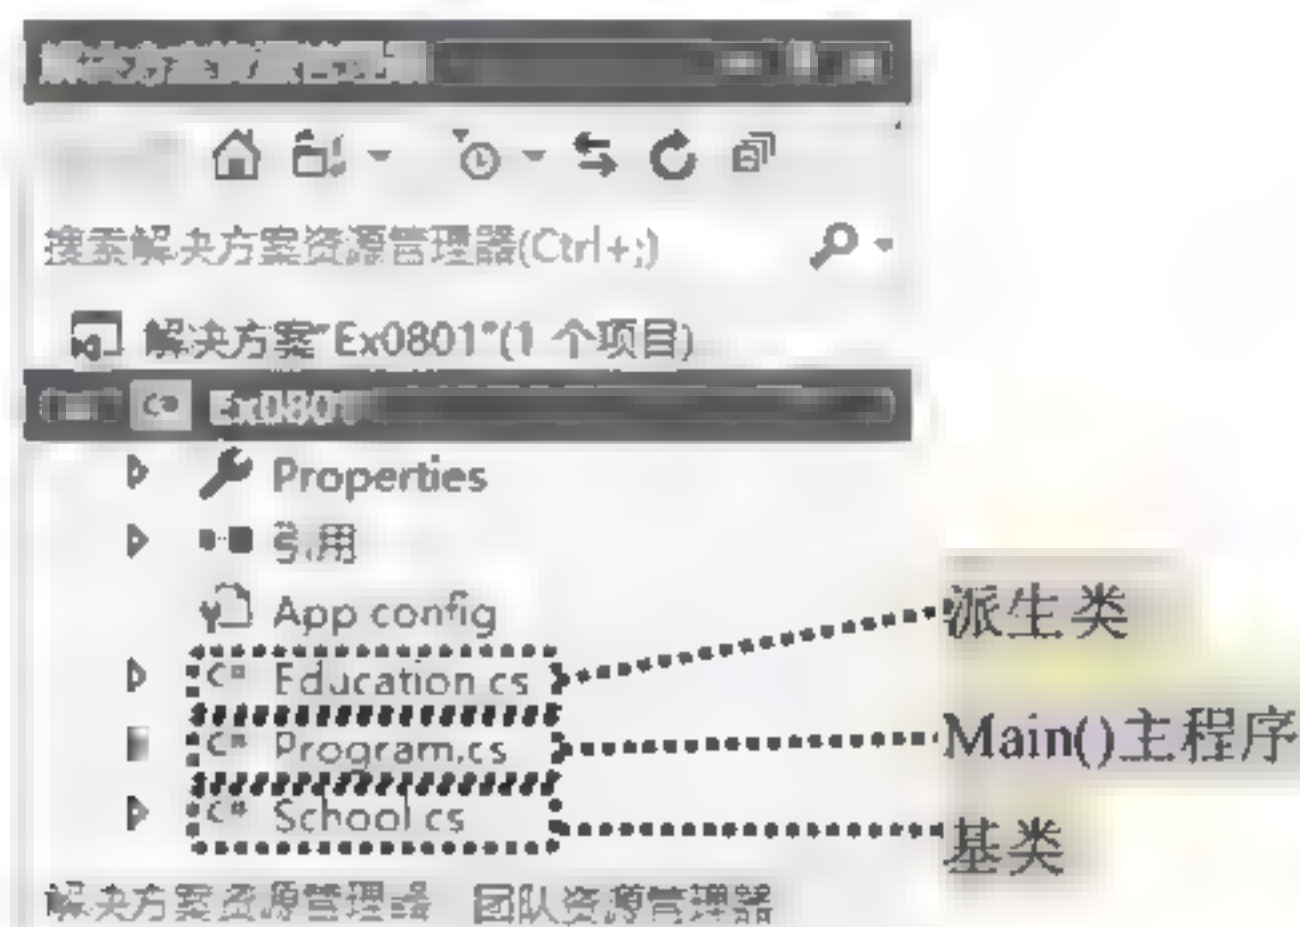 搜索解决方案资源管理器(Ctrl+;)
解决方案"Ex0801"(1 个项目)
C# Ex0801
Properties
引用
App.config
C# Education.cs
派生类
C# Program.cs
Main()主程序
C# School.cs
基类
解决方案资源管理器 团队资源管理器